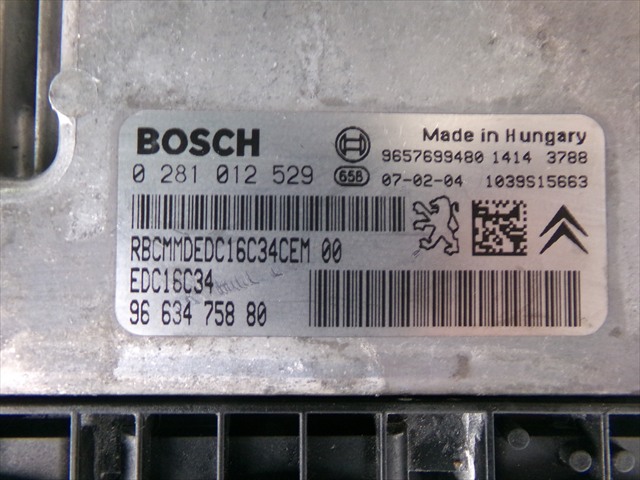 BOSCH
Made in Hungary
9657699480 1414 3788
0 281 012 529
658
07-02-04 1039S15663
RBCMMDEDC16C34CEM 00
EDC16C34
96 634 758 80